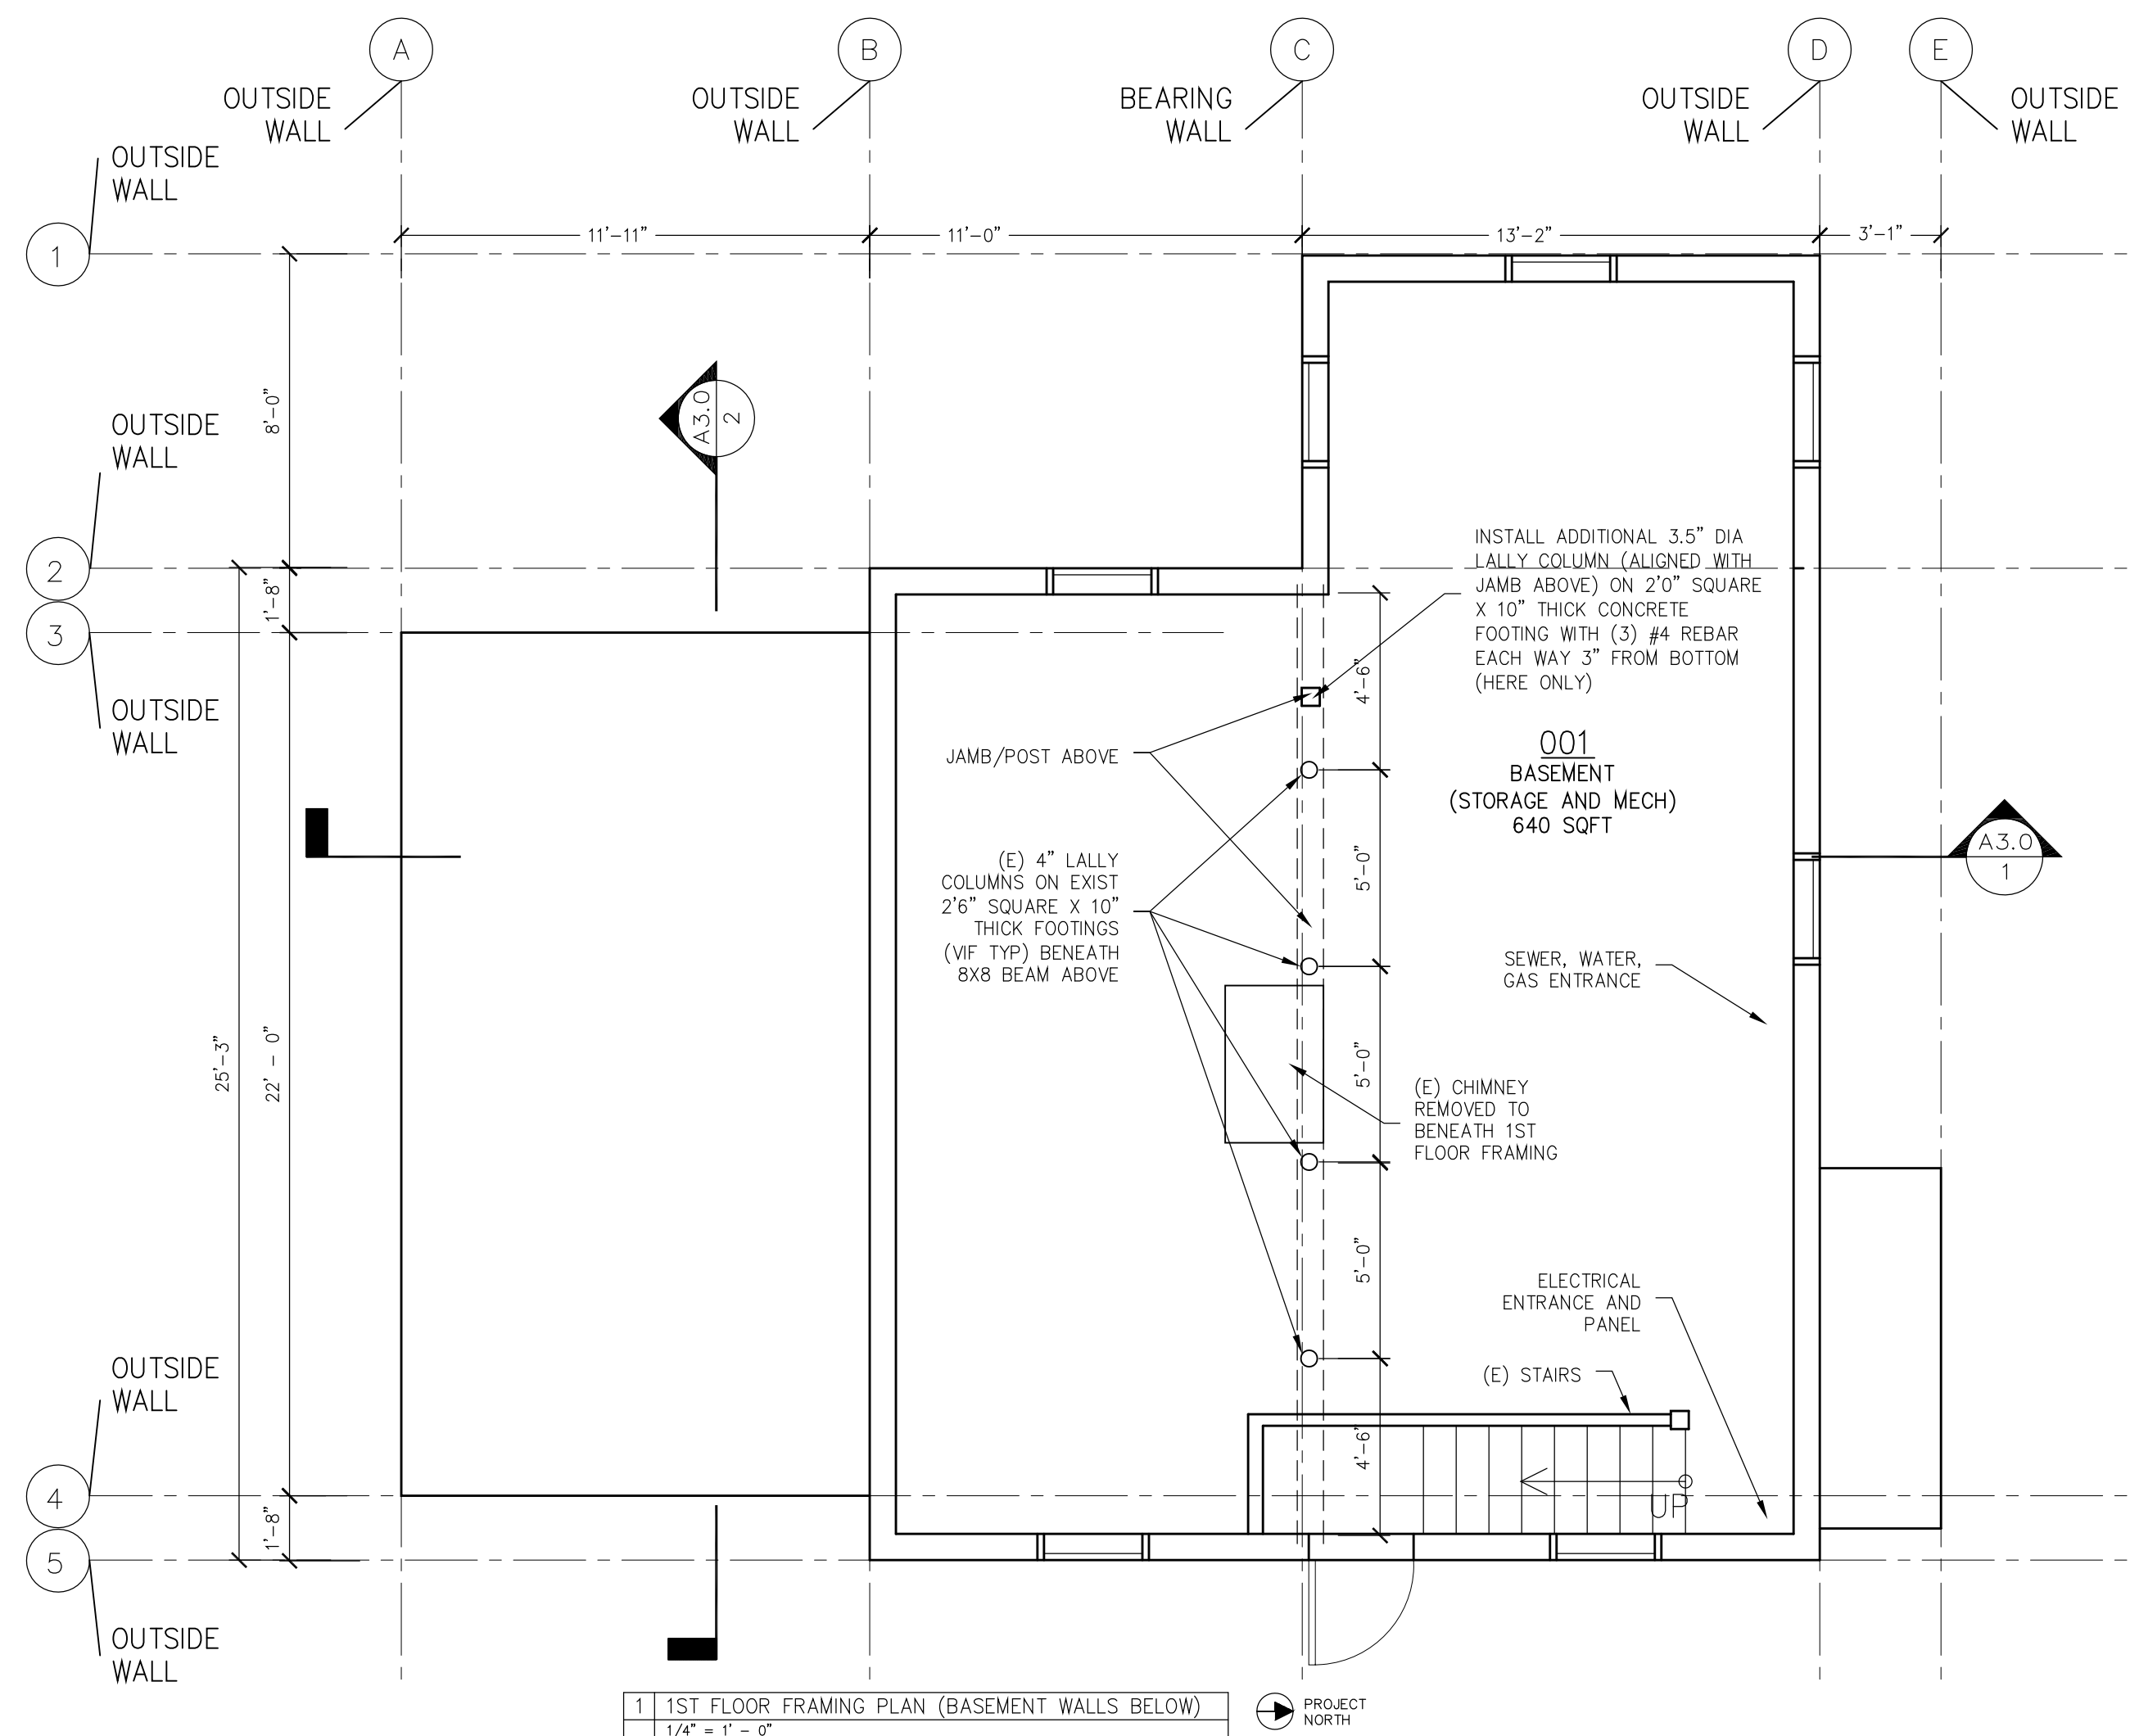 A
B
C
D
E
OUTSIDE
WALL
OUTSIDE
WALL
BEARING
WALL
OUTSIDE
WALL
OUTSIDE
WALL
OUTSIDE
WALL
1
11'-11"
11'-0"
13'-2"
3'-1"
8'-0"
A3.0
2
OUTSIDE
WALL
2
1'-8"
3
OUTSIDE
WALL
INSTALL ADDITIONAL 3.5" DIA
LALLY COLUMN (ALIGNED WITH
JAMB ABOVE) ON 2'0" SQUARE
X 10" THICK CONCRETE
FOOTING WITH (3) #4 REBAR
EACH WAY 3" FROM BOTTOM
(HERE ONLY)
4'-6"
JAMB/POST ABOVE
001
BASEMENT
(STORAGE AND MECH)
640 SQFT
A3.0
1
(E) 4" LALLY
COLUMNS ON EXIST
2'6" SQUARE X 10"
THICK FOOTINGS
(VIF TYP) BENEATH
8X8 BEAM ABOVE
5'-0"
SEWER, WATER,
GAS ENTRANCE
25'-3"
22' - 0"
5'-0"
(E) CHIMNEY
REMOVED TO
BENEATH 1ST
FLOOR FRAMING
5'-0"
ELECTRICAL
ENTRANCE AND
PANEL
(E) STAIRS
OUTSIDE
WALL
4
4'-6"
UP
1'-8"
5
OUTSIDE
WALL
1 1ST FLOOR FRAMING PLAN (BASEMENT WALLS BELOW)
1/4" = 1' - 0"
PROJECT
NORTH